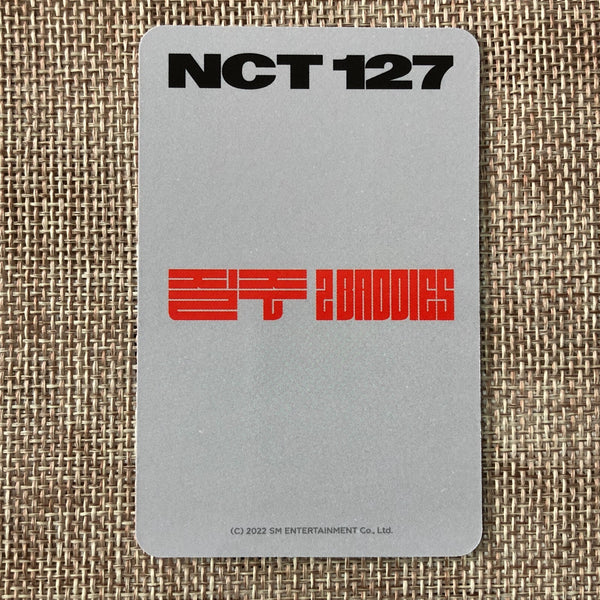 NCT 127
질주 2 BADDIES
(C) 2022 SM ENTERTAINMENT Co., Ltd.